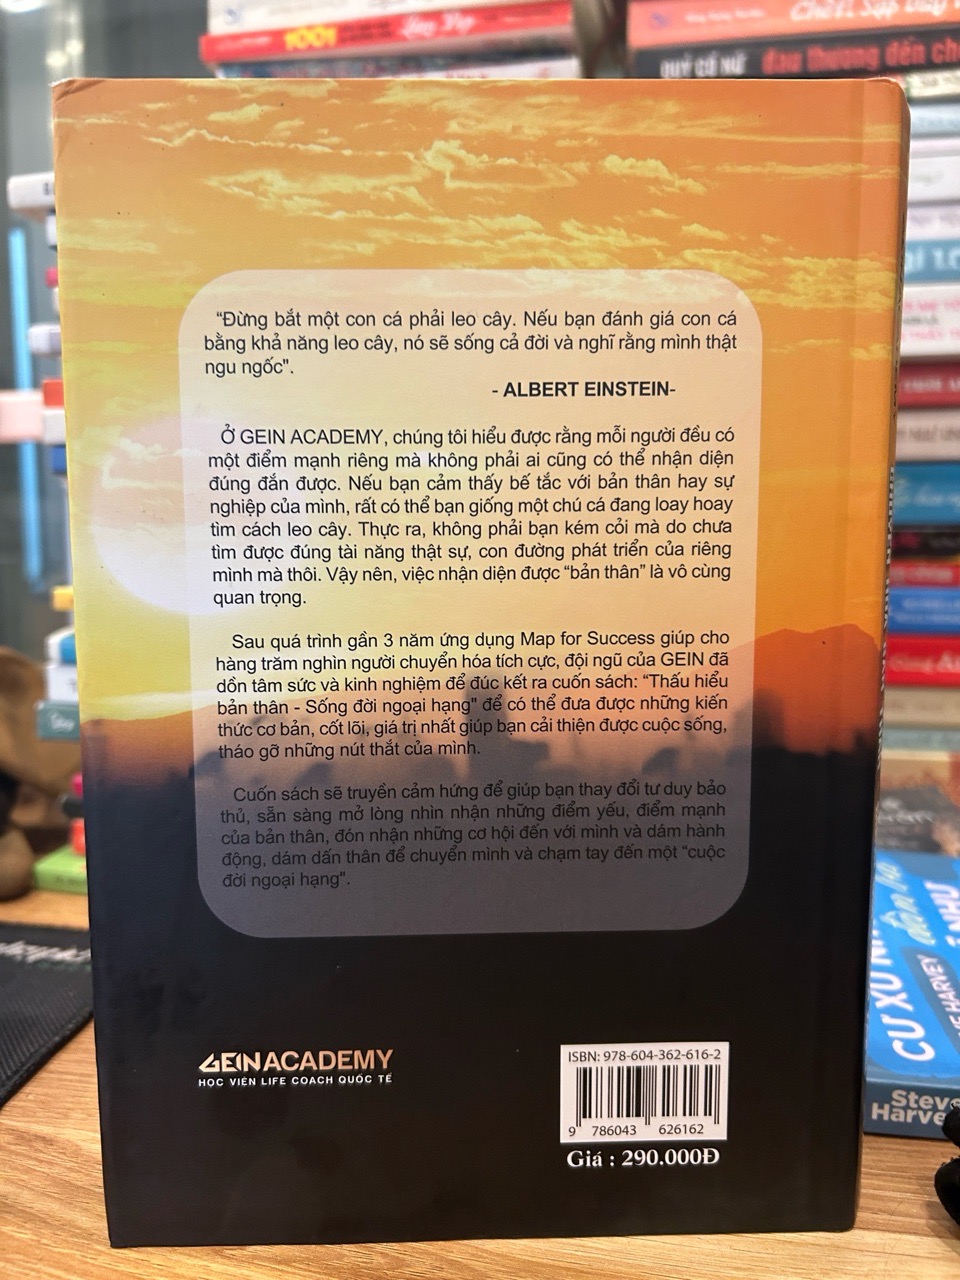 1001
QUÝ CÔ NỮ
đau thương đến
“Đừng bắt một con cá phải leo cây. Nếu bạn đánh giá con cá
bằng khả năng leo cây, nó sẽ sống cả đời và nghĩ rằng mình thật
ngu ngốc".
- ALBERT EINSTEIN-
Ở GEIN ACADEMY, chúng tôi hiểu được rằng mỗi người đều có
một điểm mạnh riêng mà không phải ai cũng có thể nhận diện
đúng đắn được. Nếu bạn cảm thấy bế tắc với bản thân hay sự
nghiệp của mình, rất có thể bạn giống một chú cá đang loay hoay
tìm cách leo cây. Thực ra, không phải bạn kém cỏi mà do chưa
tìm được đúng tài năng thật sự, con đường phát triển của riêng
mình mà thôi. Vậy nên, việc nhận diện được “bản thân” là vô cùng
quan trọng.
Sau quá trình gần 3 năm ứng dụng Map for Success giúp cho
hàng trăm nghìn người chuyển hóa tích cực, đội ngũ của GEIN đã
dồn tâm sức và kinh nghiệm để đúc kết ra cuốn sách: “Thấu hiểu
bản thân - Sống đời ngoại hạng" để có thể đưa được những kiến
thức cơ bản, cốt lõi, giá trị nhất giúp bạn cải thiện được cuộc sống,
tháo gỡ những nút thắt của mình.
Cuốn sách sẽ truyền cảm hứng để giúp bạn thay đổi tư duy bảo
thủ, sẵn sàng mở lòng nhìn nhận những điểm yếu, điểm mạnh
của bản thân, đón nhận những cơ hội đến với mình và dám hành
động, dám dấn thân để chuyển mình và chạm tay đến một “cuộc
đời ngoại hạng".
GEIN ACADEMY
HỌC VIỆN LIFE COACH QUỐC TẾ
ISBN: 978-604-362-616-2
9 786043 626162
Giá : 290.000Đ
CƯ XỬ
Steve
Harvey